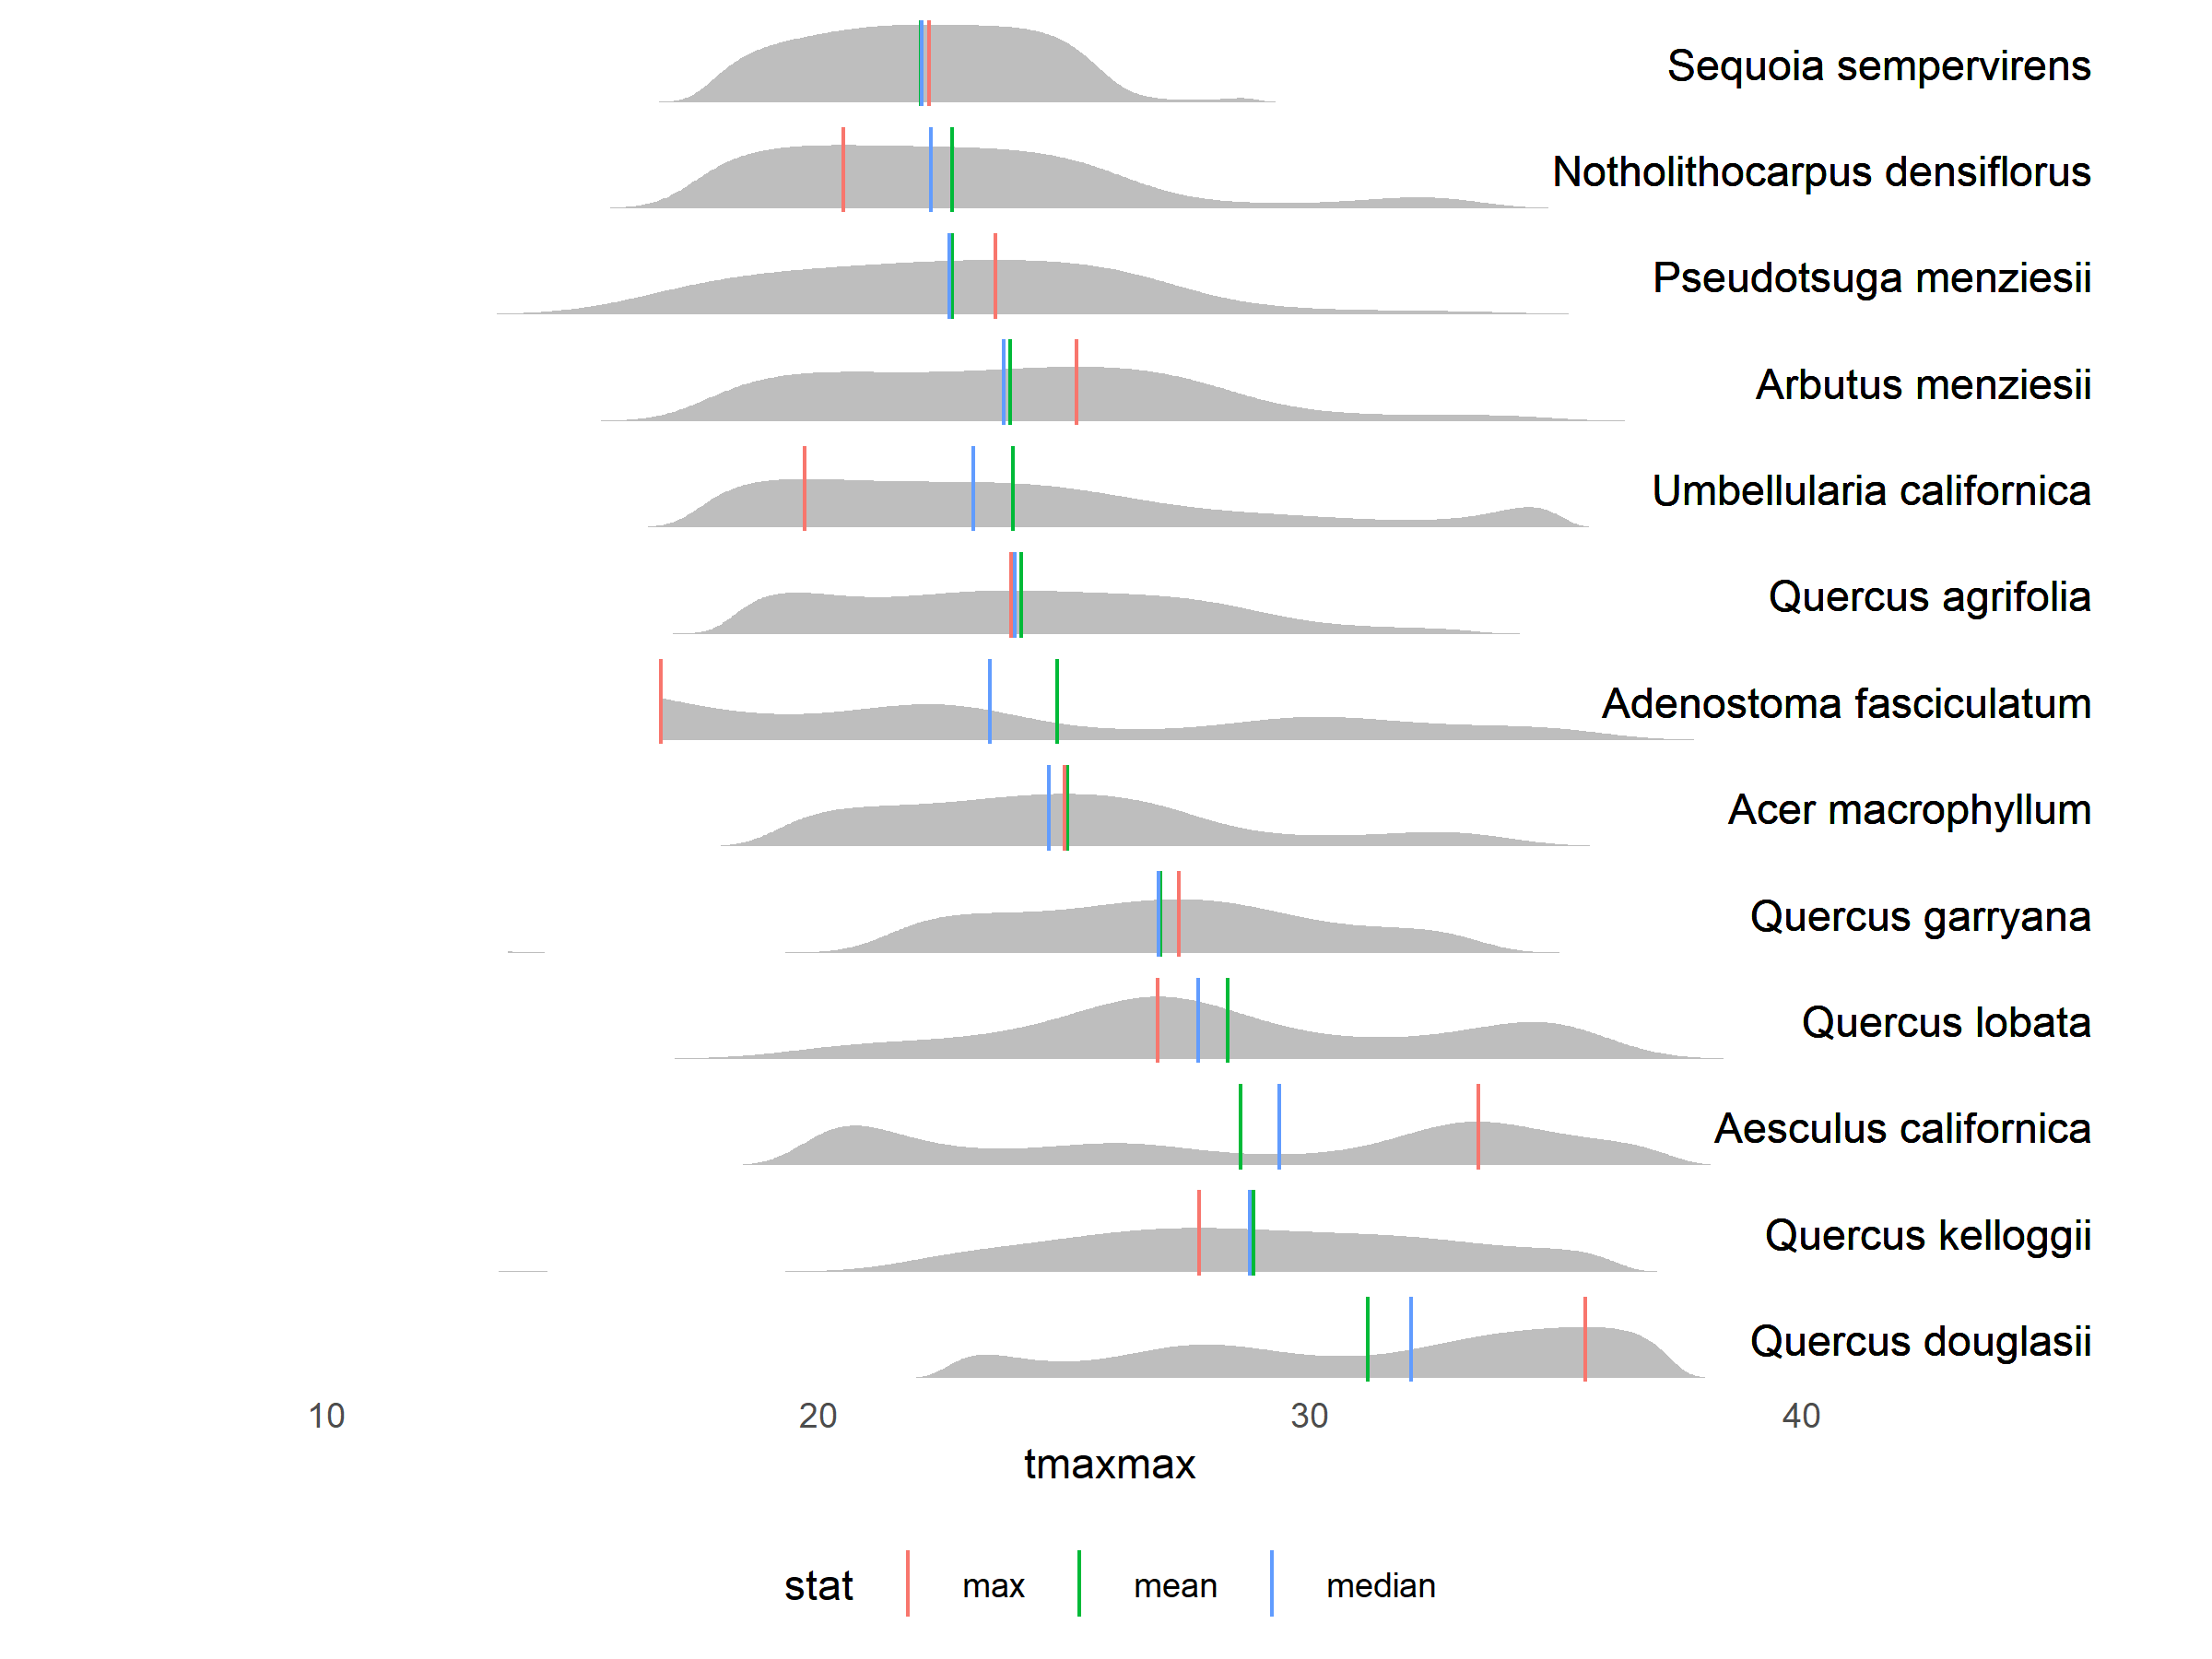 Sequoia sempervirens
Notholithocarpus densiflorus
Pseudotsuga menziesii
Arbutus menziesii
Umbellularia californica
Quercus agrifolia
Adenostoma fasciculatum
Acer macrophyllum
Quercus garryana
Quercus lobata
Aesculus californica
Quercus kelloggii
Quercus douglasii
10 20 30 40
tmaxmax
stat max mean median